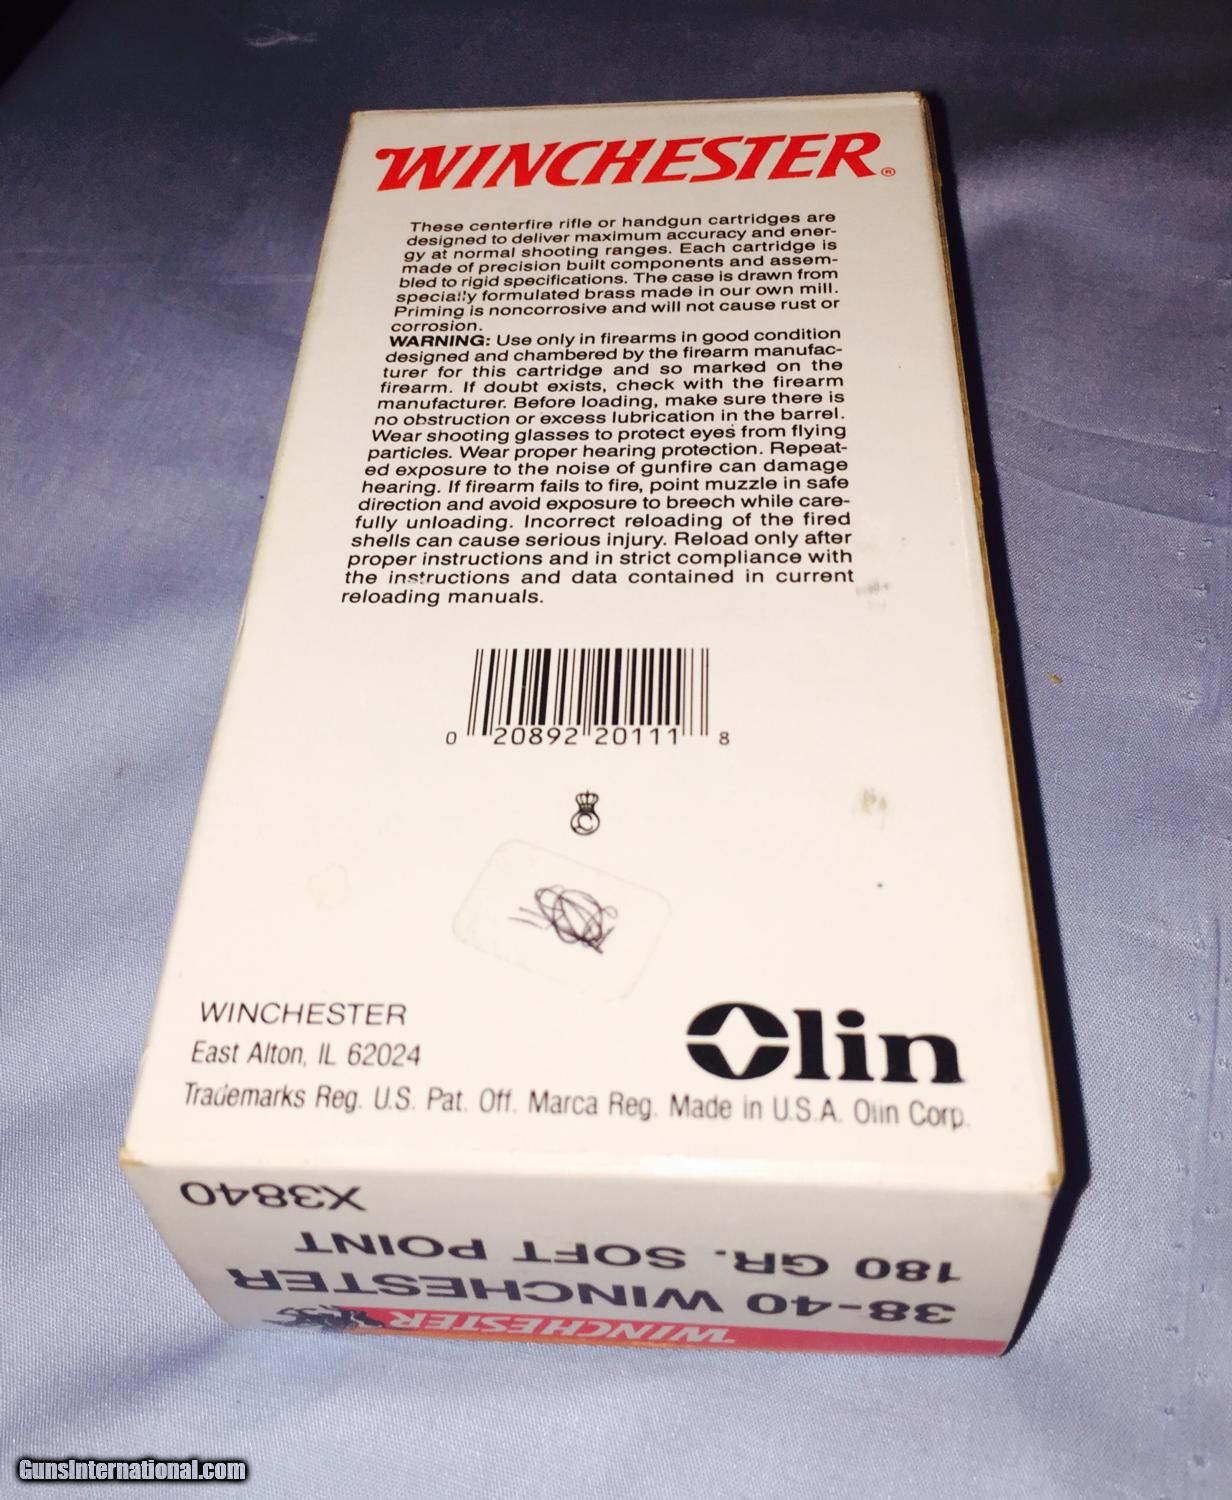 WINCHESTER®
These centerfire rifle or handgun cartridges are
designed to deliver maximum accuracy and ener-
gy at normal shooting ranges. Each cartridge is
made of precision built components and assem-
bled to rigid specifications. The case is drawn from
specially formulated brass made in our own mill.
Priming is noncorrosive and will not cause rust or
corrosion.
WARNING: Use only in firearms in good condition
designed and chambered by the firearm manufac-
turer for this cartridge and so marked on the
firearm. If doubt exists, check with the firearm
manufacturer. Before loading, make sure there is
no obstruction or excess lubrication in the barrel.
Wear shooting glasses to protect eyes from flying
particles. Wear proper hearing protection. Repeat-
ed exposure to the noise of gunfire can damage
hearing. If firearm fails to fire, point muzzle in safe
direction and avoid exposure to breech while care-
fully unloading. Incorrect reloading of the fired
shells can cause serious injury. Reload only after
proper instructions and in strict compliance with
the instructions and data contained in current
reloading manuals.
0 20892 20111 8
C
WINCHESTER
East Alton, IL 62024
Olin
Trademarks Reg. U.S. Pat. Off. Marca Reg. Made in U.S.A. Olin Corp.
X3840
180 GR. SOFT POINT
38-40 WINCHESTER
WINCHESTER
GunsInternational.com